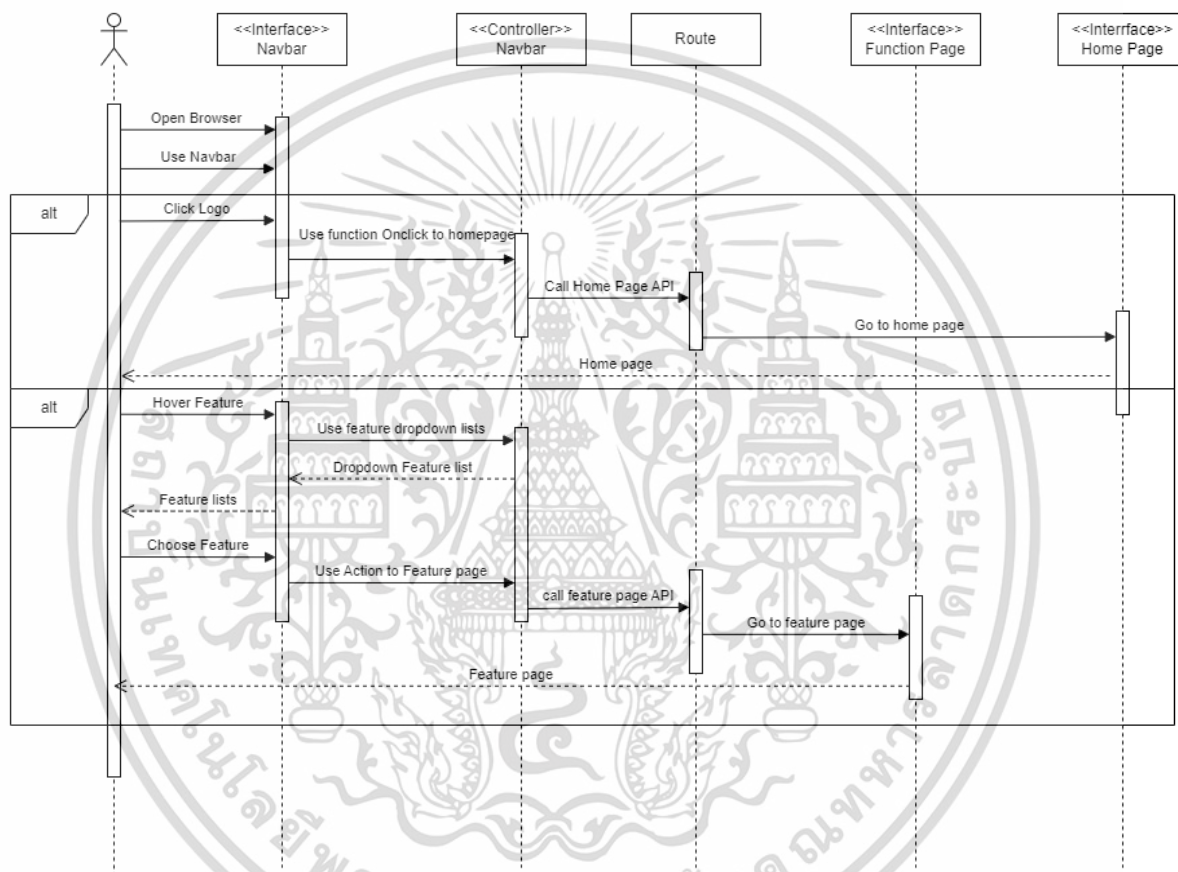 <<Interface>>
Navbar
<<Controller>>
Navbar
Route
<<Interface>>
Function Page
<<Interrface>>
Home Page
Open Browser
Use Navbar
alt
Click Logo
Use function Onclick to homepage
Call Home Page API
Go to home page
Home page
alt
Hover Feature
Use feature dropdown lists
Dropdown Feature list
Feature lists
Choose Feature
Use Action to Feature page
call feature page API
Go to feature page
Feature page